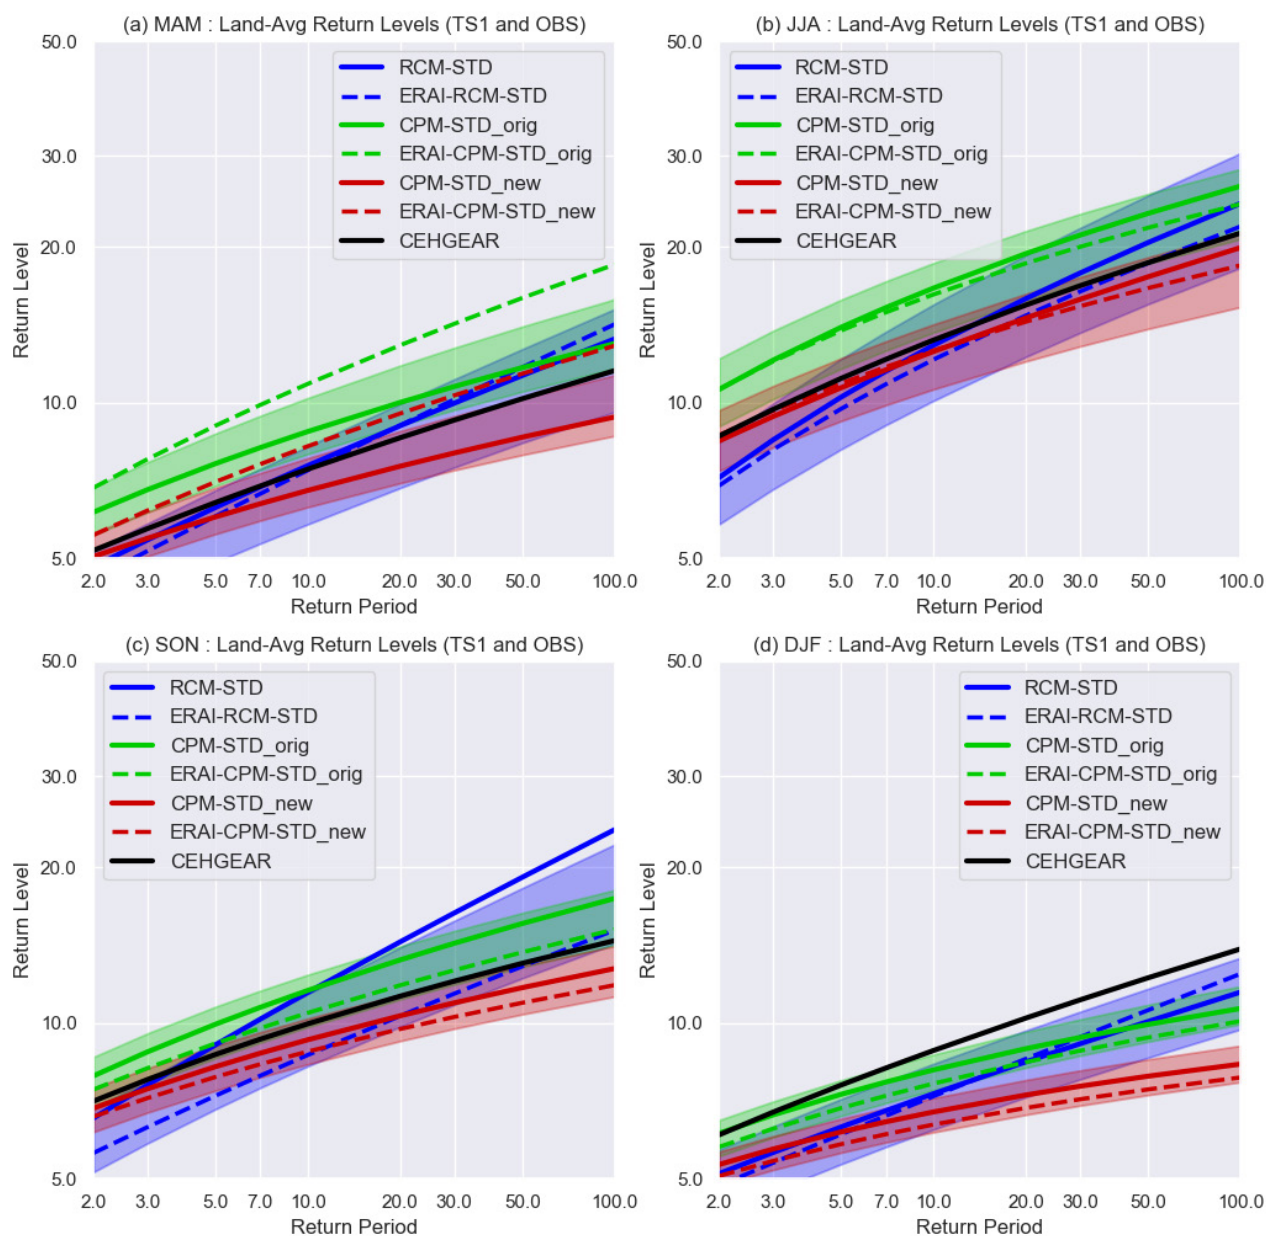 (a) MAM : Land-Avg Return Levels (TS1 and OBS)
50.0
30.0
20.0
10.0
5.0
Return Level
RCM-STD
ERAI-RCM-STD
CPM-STD_orig
ERAI-CPM-STD_orig
CPM-STD_new
ERAI-CPM-STD_new
CEHGEAR
2.0 3.0 5.0 7.0 10.0 20.0 30.0 50.0 100.0
Return Period
(b) JJA : Land-Avg Return Levels (TS1 and OBS)
50.0
30.0
20.0
10.0
5.0
Return Level
RCM-STD
ERAI-RCM-STD
CPM-STD_orig
ERAI-CPM-STD_orig
CPM-STD_new
ERAI-CPM-STD_new
CEHGEAR
2.0 3.0 5.0 7.0 10.0 20.0 30.0 50.0 100.0
Return Period
(c) SON : Land-Avg Return Levels (TS1 and OBS)
50.0
30.0
20.0
10.0
5.0
Return Level
RCM-STD
ERAI-RCM-STD
CPM-STD_orig
ERAI-CPM-STD_orig
CPM-STD_new
ERAI-CPM-STD_new
CEHGEAR
2.0 3.0 5.0 7.0 10.0 20.0 30.0 50.0 100.0
Return Period
(d) DJF : Land-Avg Return Levels (TS1 and OBS)
50.0
30.0
20.0
10.0
5.0
Return Level
RCM-STD
ERAI-RCM-STD
CPM-STD_orig
ERAI-CPM-STD_orig
CPM-STD_new
ERAI-CPM-STD_new
CEHGEAR
2.0 3.0 5.0 7.0 10.0 20.0 30.0 50.0 100.0
Return Period